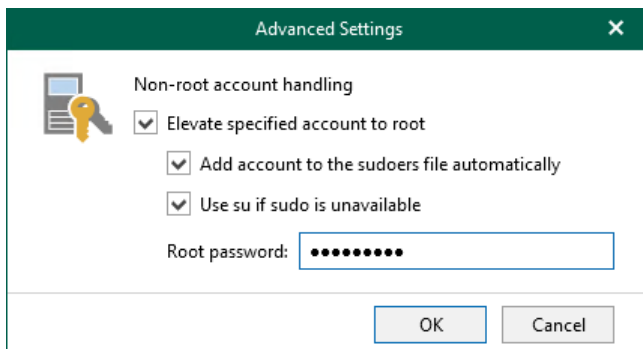 Advanced Settings
Non-root account handling
Elevate specified account to root
Add account to the sudoers file automatically
Use su if sudo is unavailable
Root password: •••••••••
OK Cancel